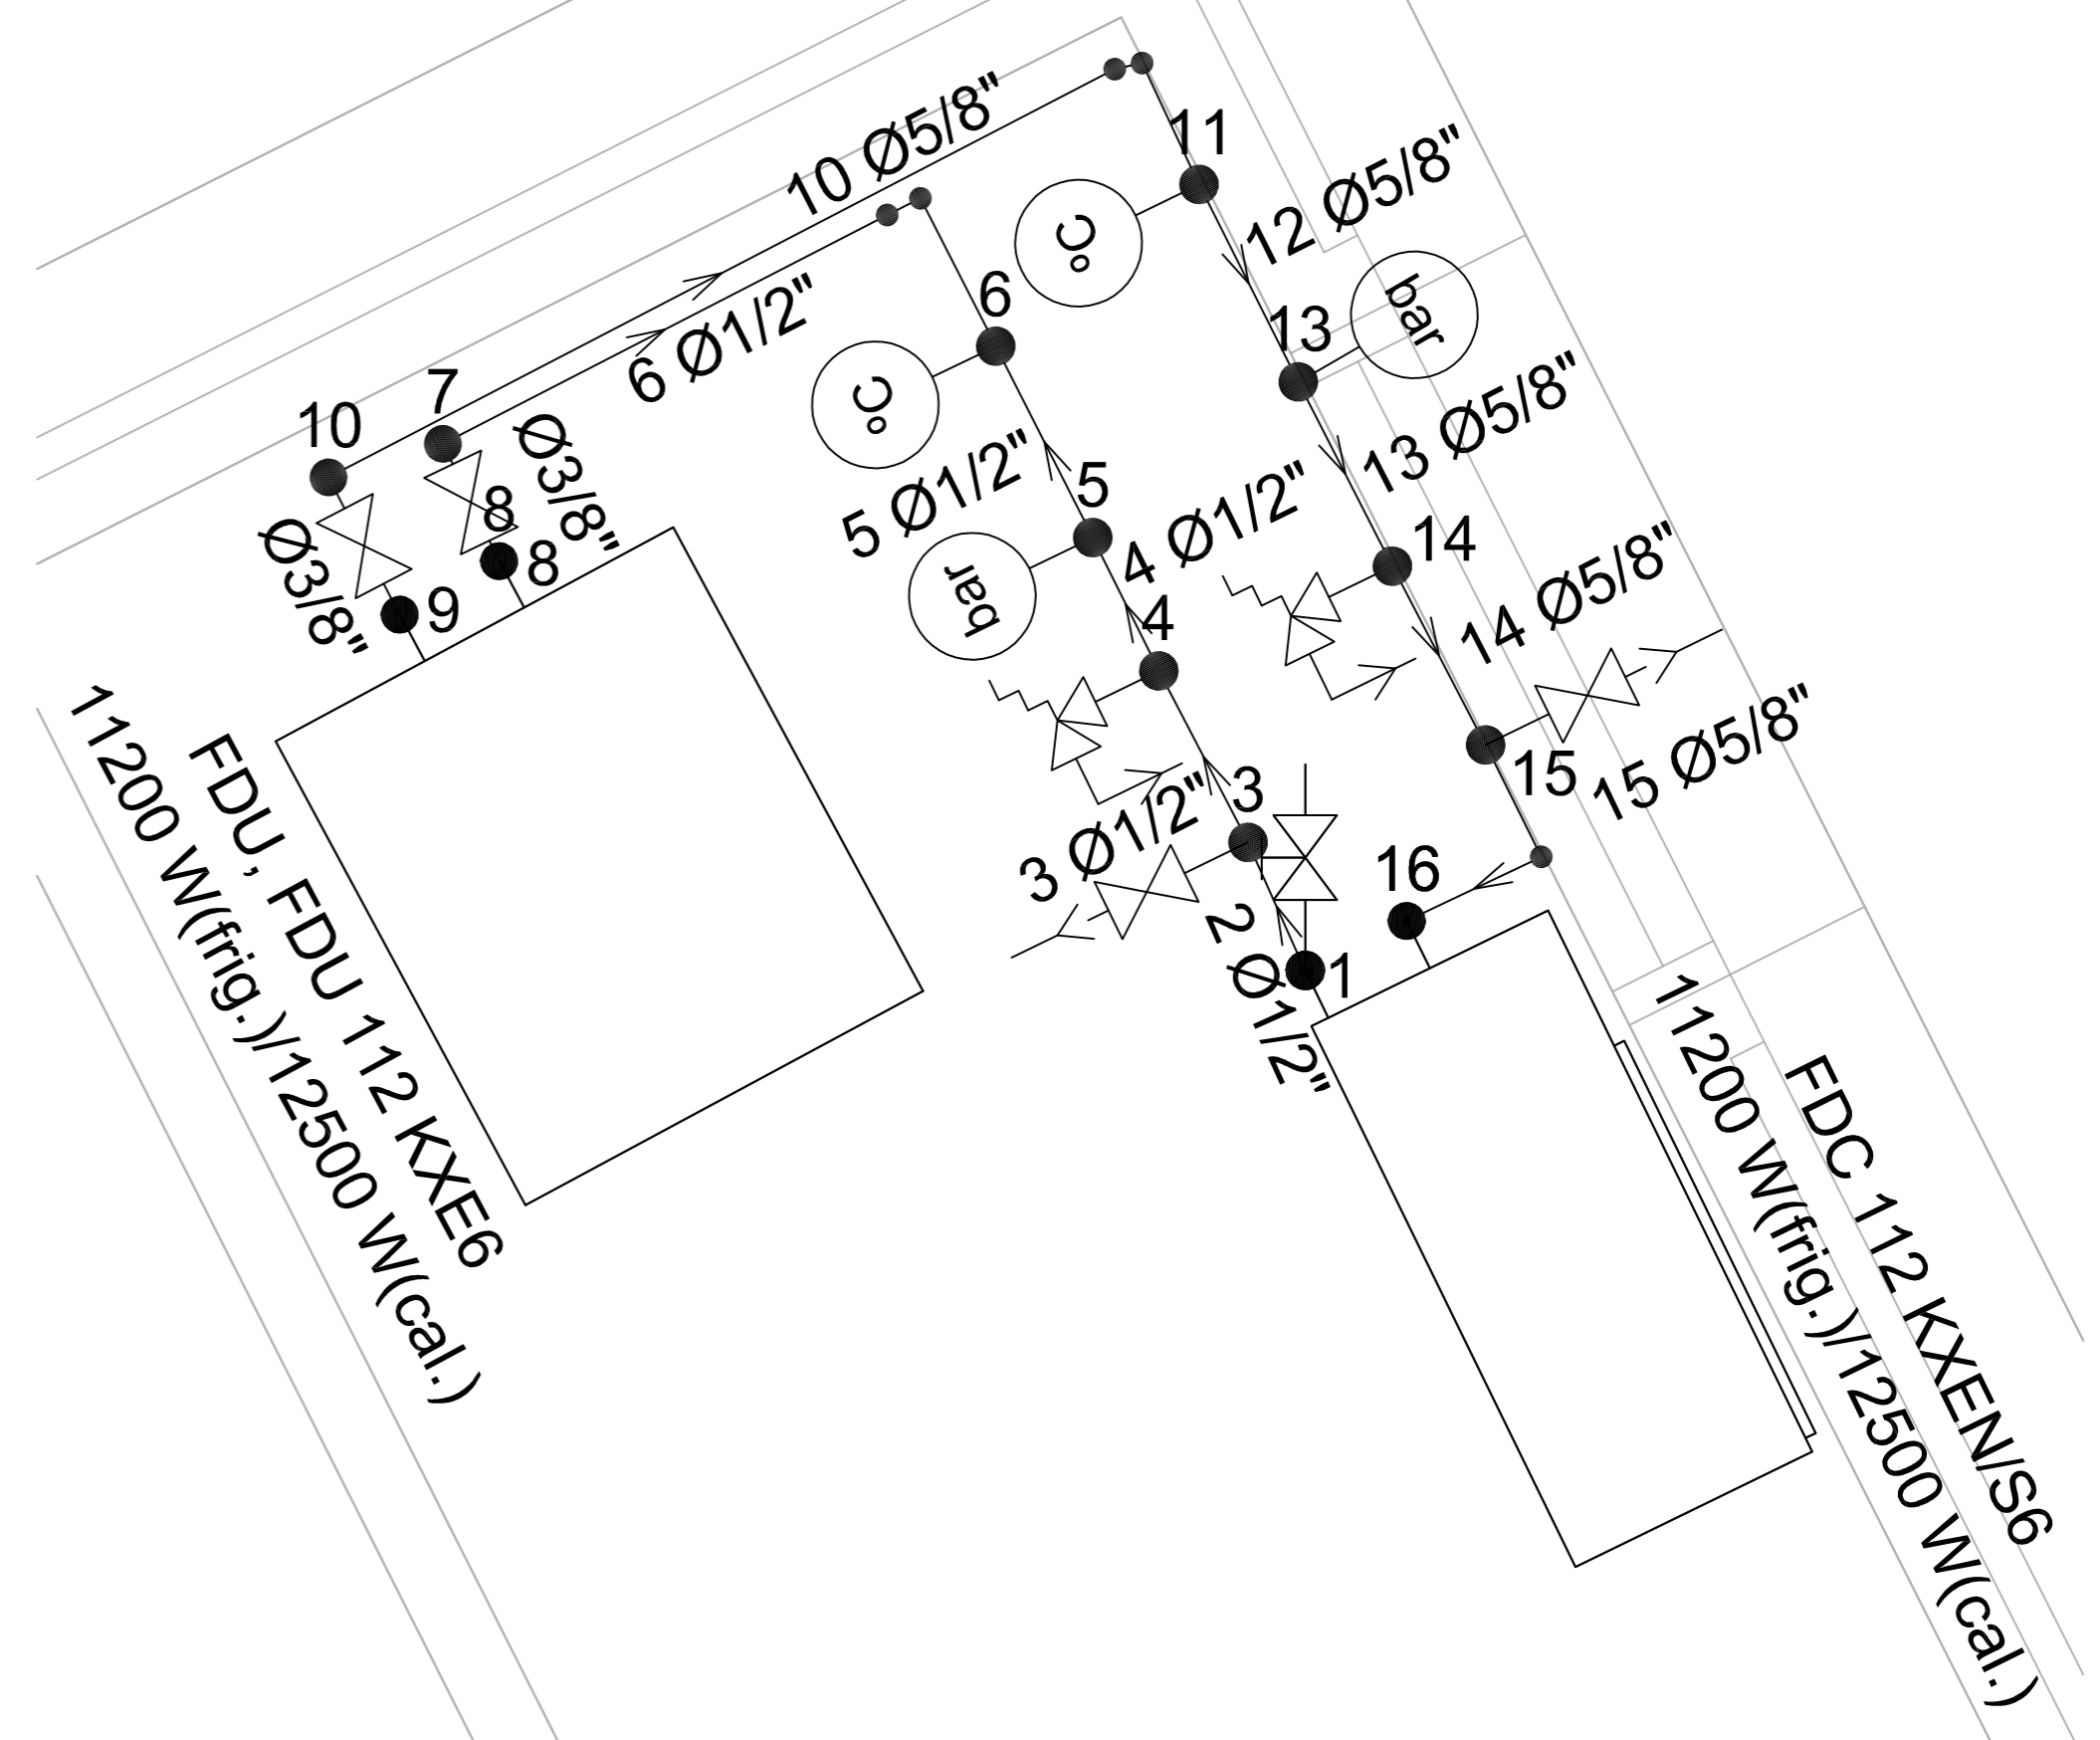 10 Ø5/8"
11
12 Ø5/8"
°C
6
13
bar
6 Ø1/2"
°C
7
10
Ø3/8"
8
8
Ø3/8"
9
5 Ø1/2"
5
bar
4 Ø1/2"
4
13 Ø5/8"
14
14 Ø5/8"
15
15 Ø5/8"
3
3 Ø1/2"
16
2 Ø1/2"
1
FDU, FDU 112 KXE6
11200 W(frig.)/12500 W(cal.)
FDC 112 KXEN/S6
11200 W(frig.)/12500 W(cal.)